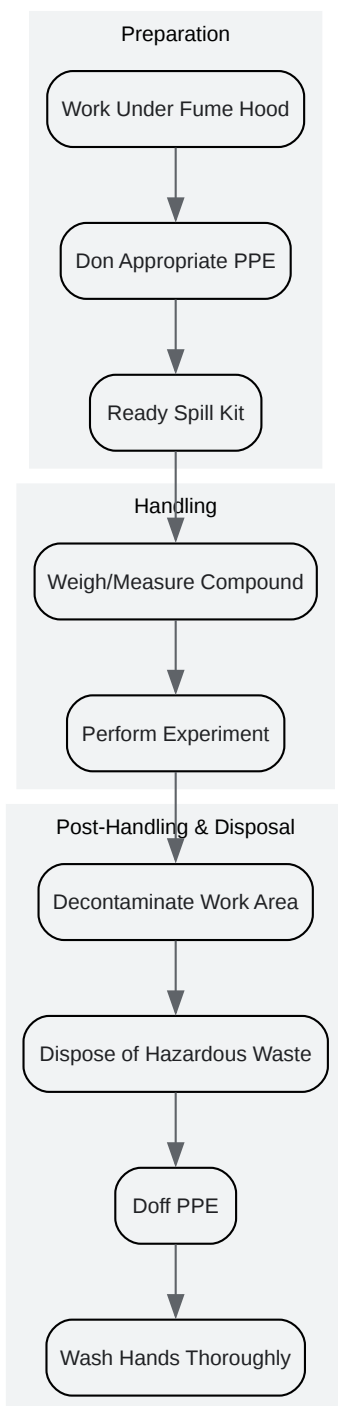 Preparation
Work Under Fume Hood
Don Appropriate PPE
Ready Spill Kit
Handling
Weigh/Measure Compound
Perform Experiment
Post-Handling & Disposal
Decontaminate Work Area
Dispose of Hazardous Waste
Doff PPE
Wash Hands Thoroughly